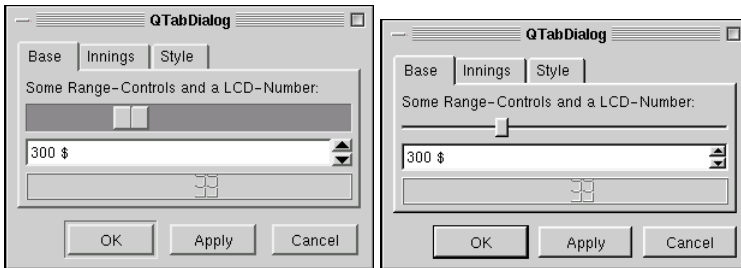 QTabDialog
Base Innings Style
Some Range-Controls and a LCD-Number:
300 $
OK Apply Cancel
QTabDialog
Base Innings Style
Some Range-Controls and a LCD-Number:
300 $
OK Apply Cancel